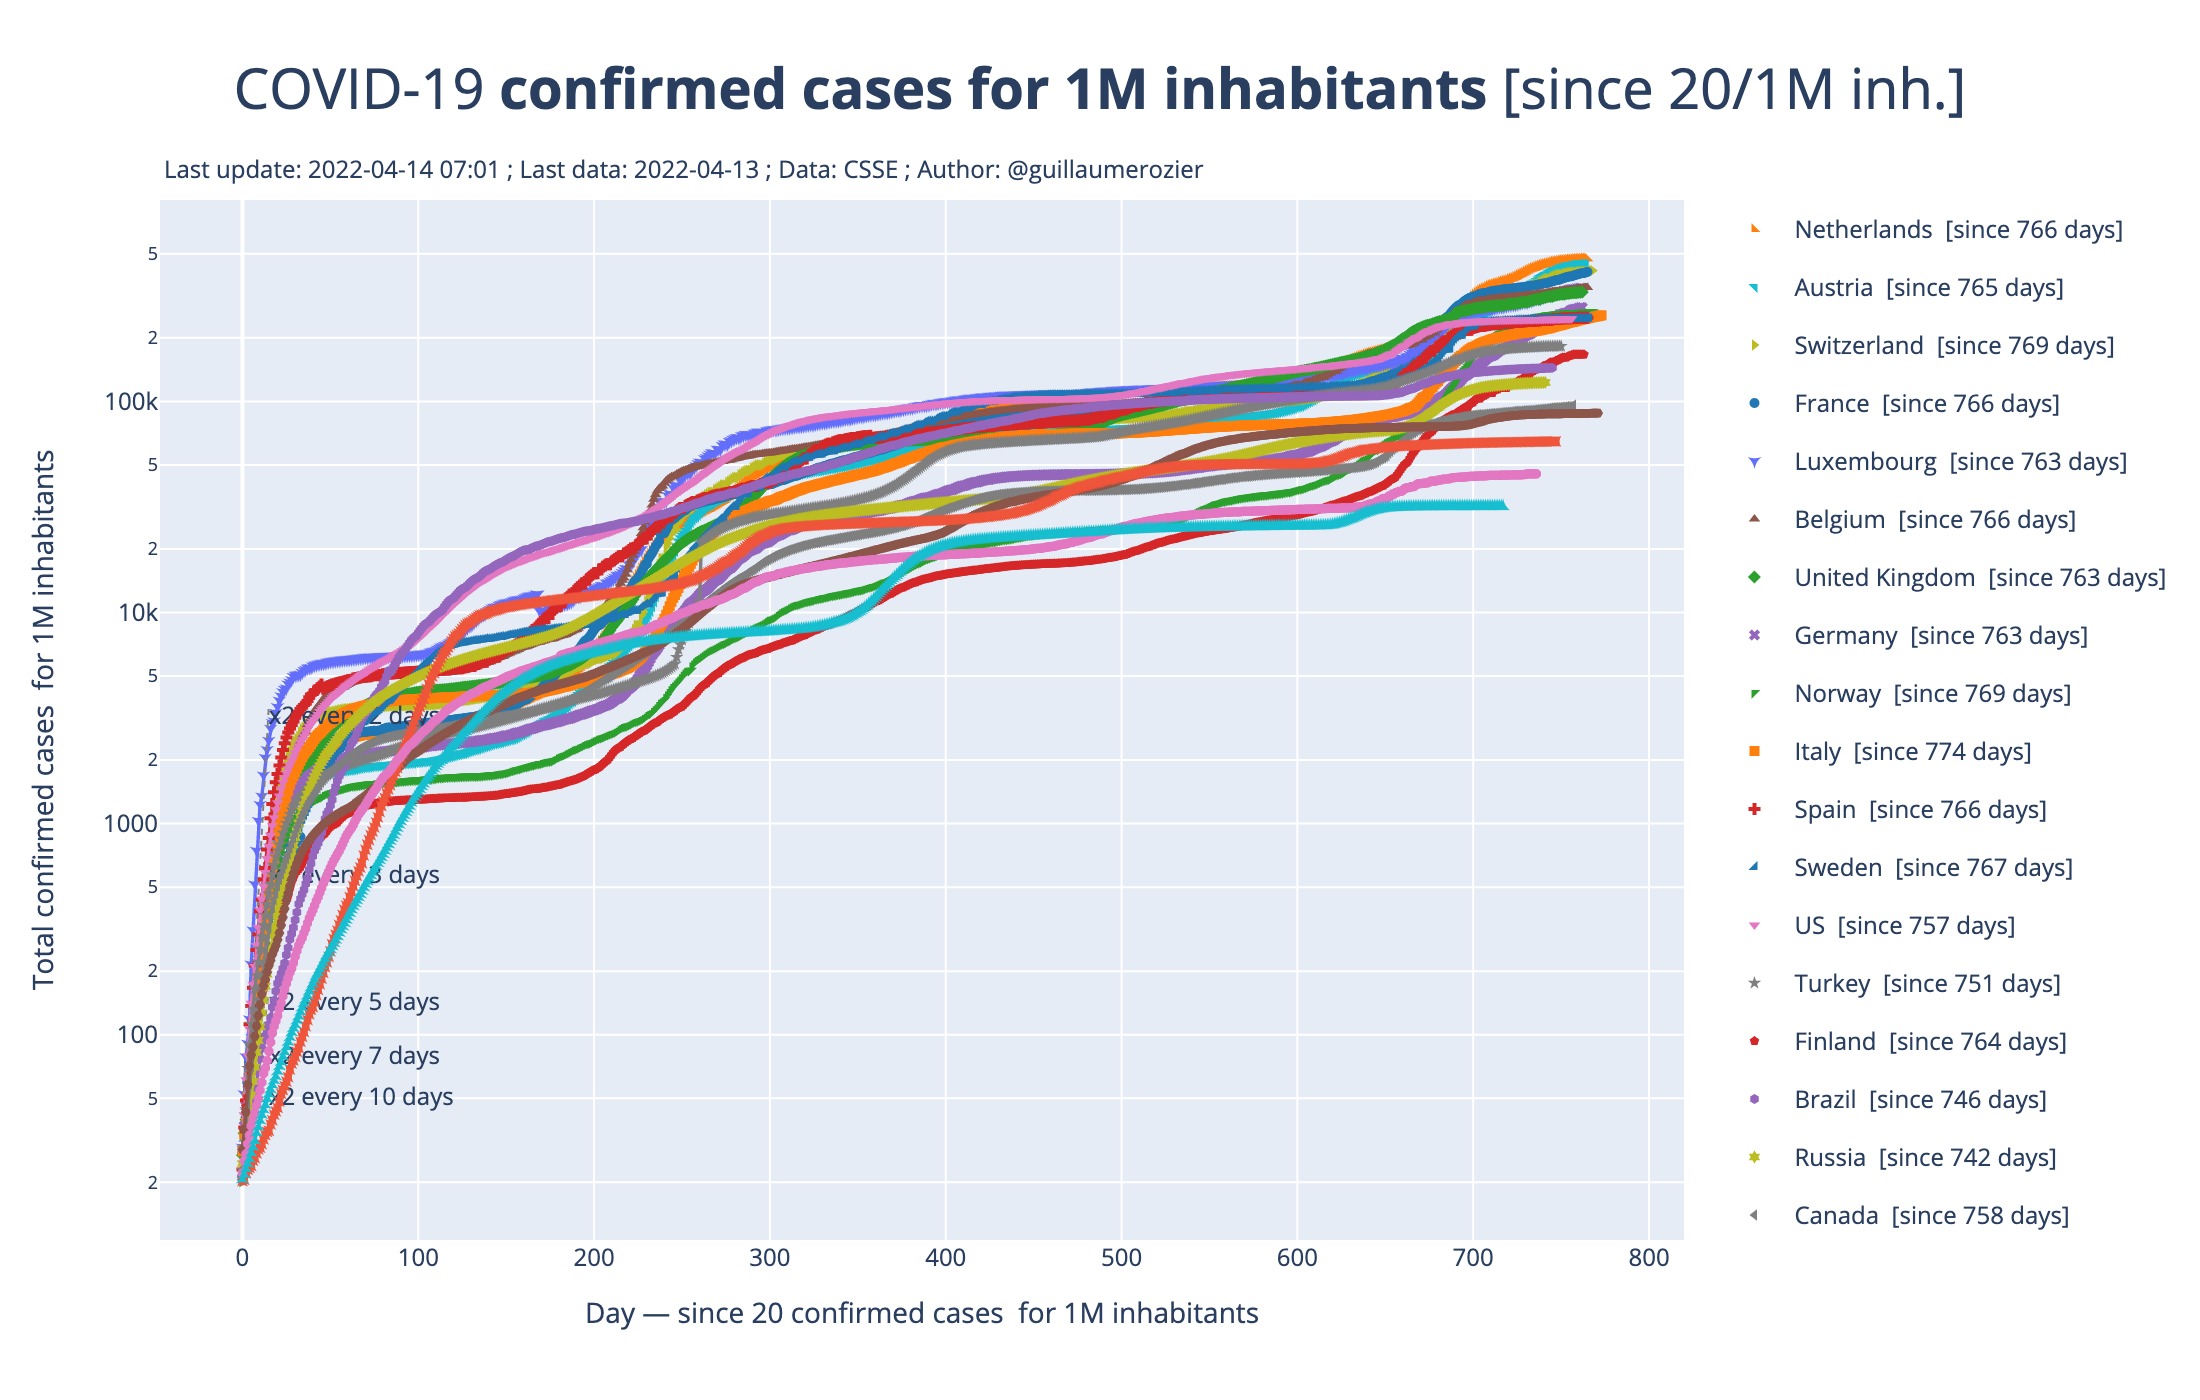 COVID-19 confirmed cases for 1M inhabitants [since 20/1M inh.]
Last update: 2022-04-14 07:01 ; Last data: 2022-04-13 ; Data: CSSE ; Author: @guillaumerozier
Total confirmed cases for 1M inhabitants
5
2
100k
5
2
10k
5
2
1000
5
2
100
5
2
x2 every 2 days
every 3 days
x2 every 5 days
x2 every 7 days
x2 every 10 days
0 100 200 300 400 500 600 700 800
Day — since 20 confirmed cases for 1M inhabitants
Netherlands [since 766 days]
Austria [since 765 days]
Switzerland [since 769 days]
France [since 766 days]
Luxembourg [since 763 days]
Belgium [since 766 days]
United Kingdom [since 763 days]
Germany [since 763 days]
Norway [since 769 days]
Italy [since 774 days]
Spain [since 766 days]
Sweden [since 767 days]
US [since 757 days]
Turkey [since 751 days]
Finland [since 764 days]
Brazil [since 746 days]
Russia [since 742 days]
Canada [since 758 days]